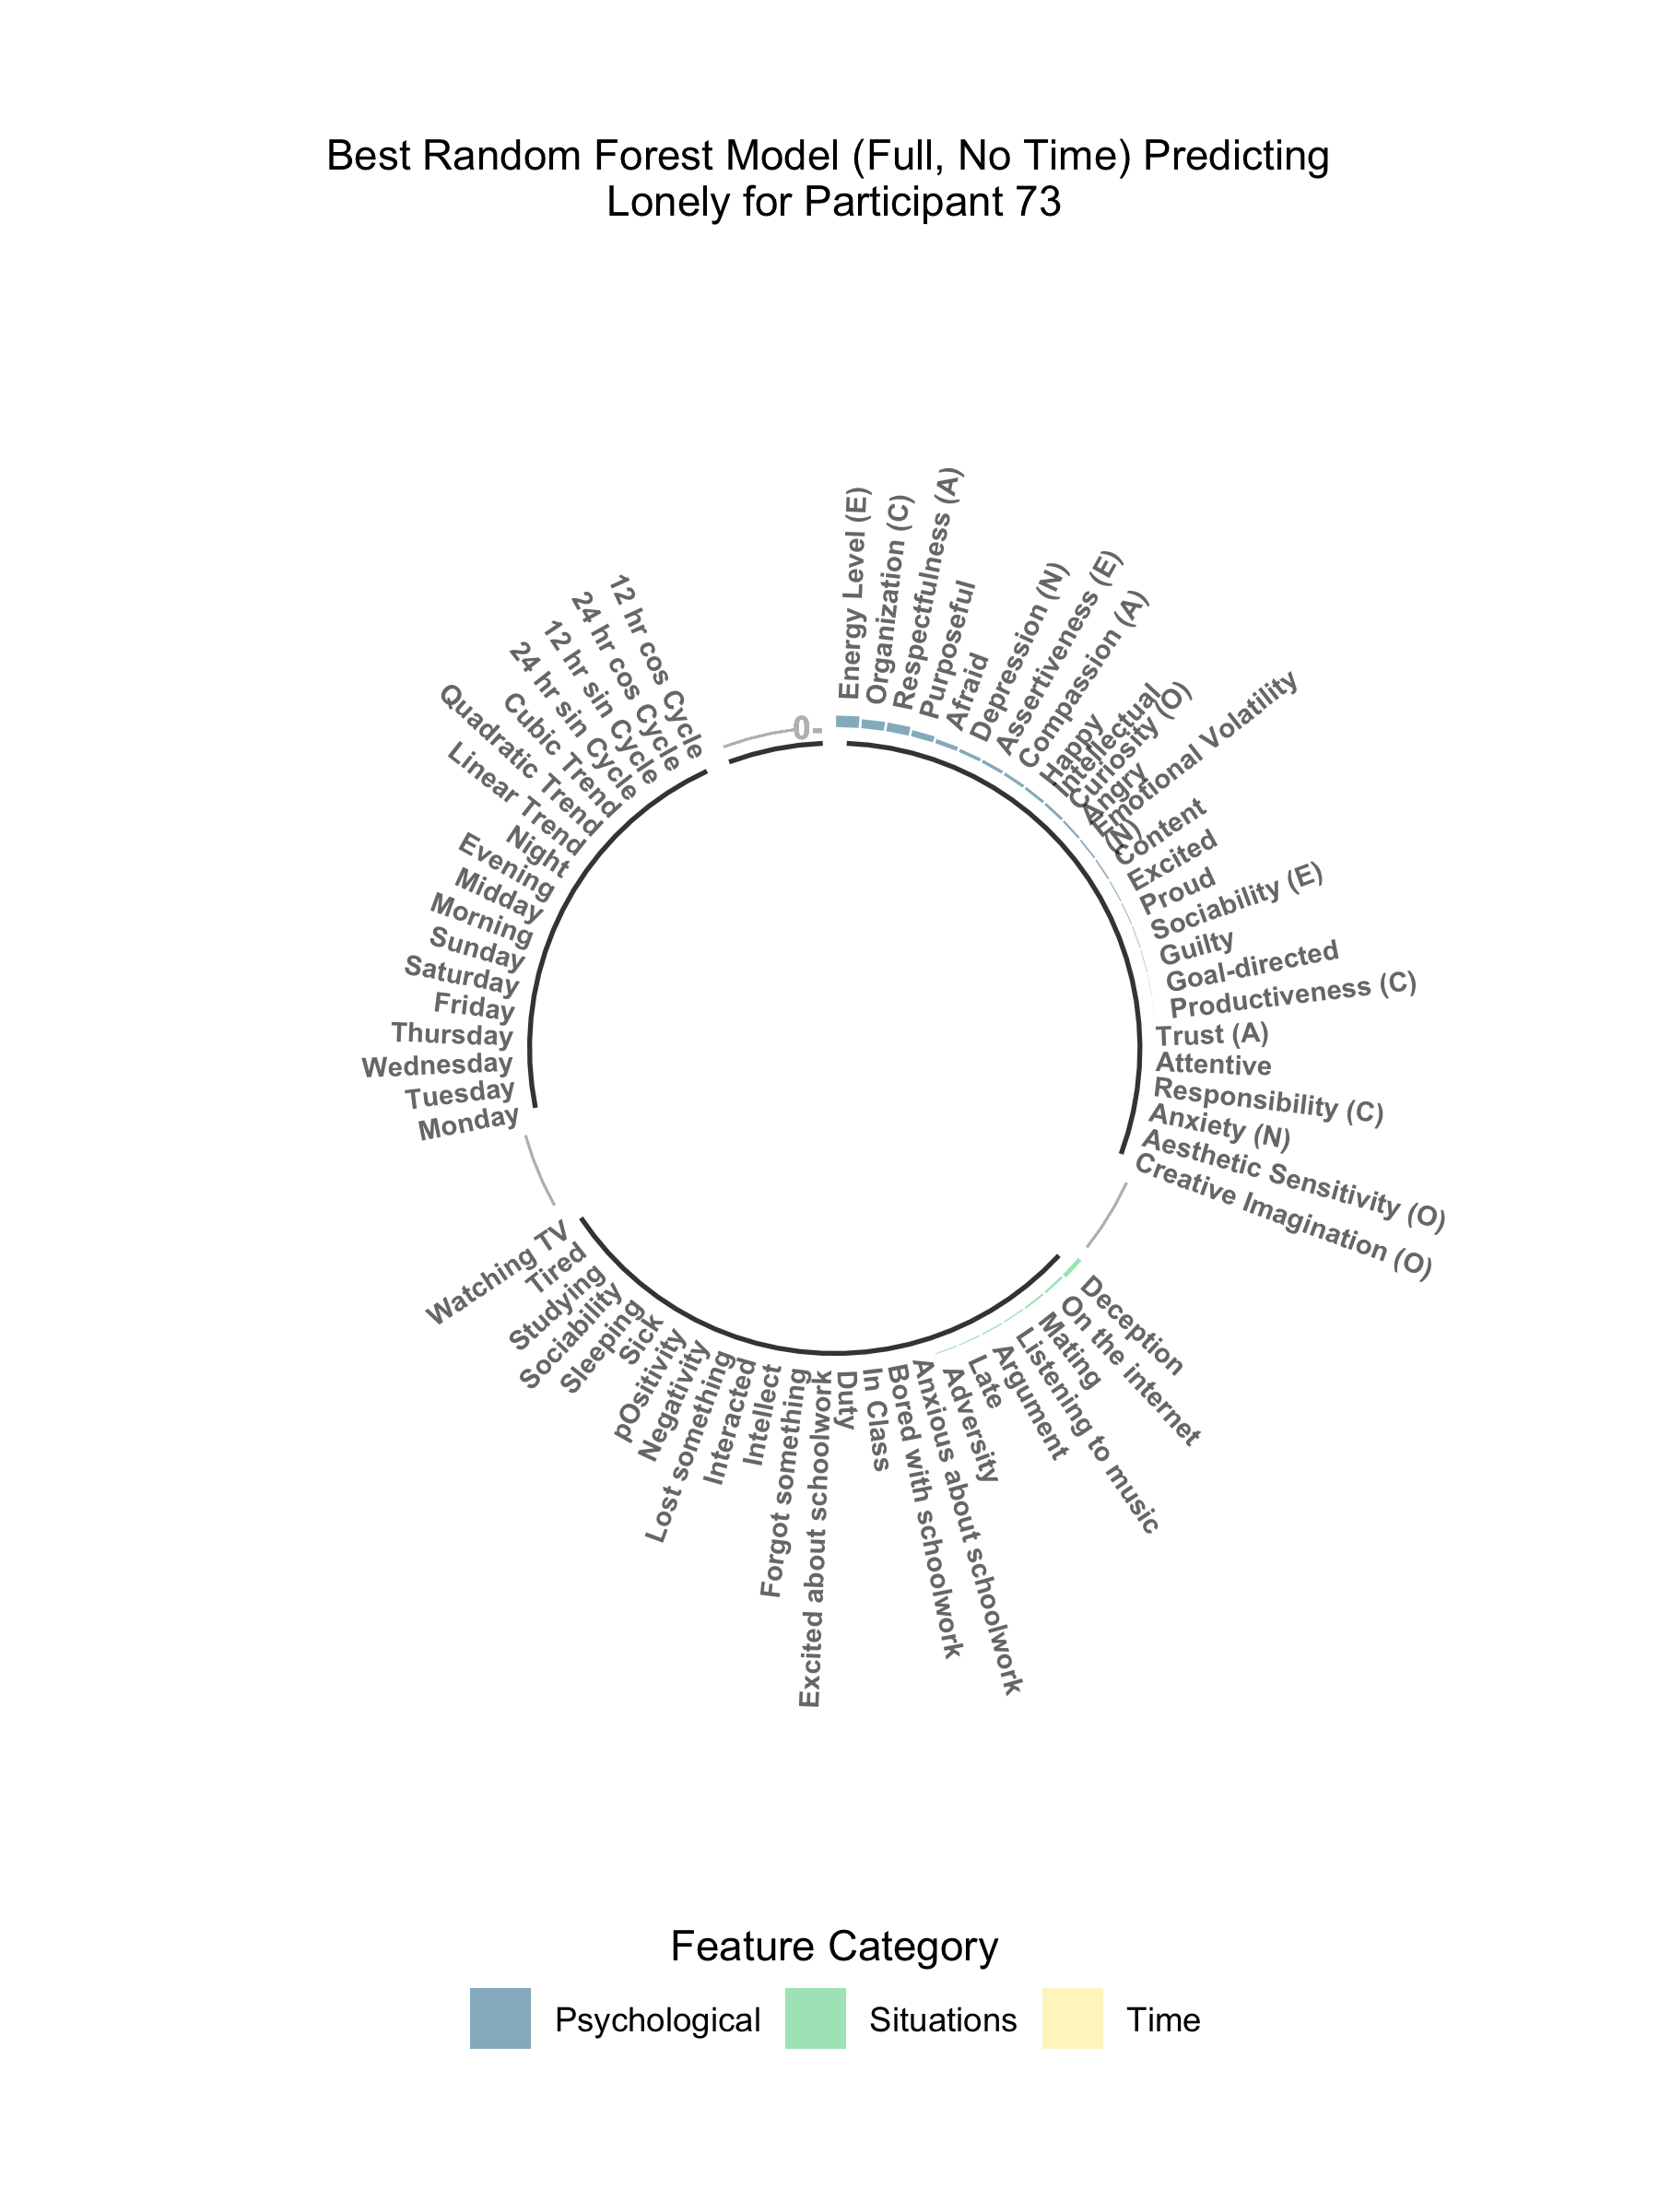 Best Random Forest Model (Full, No Time) Predicting
Lonely for Participant 73
0
Energy Level (E)
Organization (C)
Respectfulness (A)
Purposeful
Afraid
Depression (N)
Assertiveness (E)
Compassion (A)
Happy
Intellectual
Curiosity (O)
Angry
Emotional Volatility
(N)
Content
Excited
Proud
Sociability (E)
Guilty
Goal-directed
Productiveness (C)
Trust (A)
Attentive
Responsibility (C)
Anxiety (N)
Aesthetic Sensitivity (O)
Creative Imagination (O)
Deception
On the internet
Mating
Listening to music
Argument
Late
Adversity
Anxious about schoolwork
Bored with schoolwork
In Class
Duty
Excited about schoolwork
Forgot something
Intellect
Interacted
Lost something
Negativity
pOsitivity
Sick
Sleeping
Sociability
Studying
Tired
Watching TV
Monday
Tuesday
Wednesday
Thursday
Friday
Saturday
Sunday
Morning
Midday
Evening
Night
Linear Trend
Quadratic Trend
Cubic Trend
24 hr sin Cycle
12 hr sin Cycle
24 hr cos Cycle
12 hr cos Cycle
Feature Category
Psychological
Situations
Time